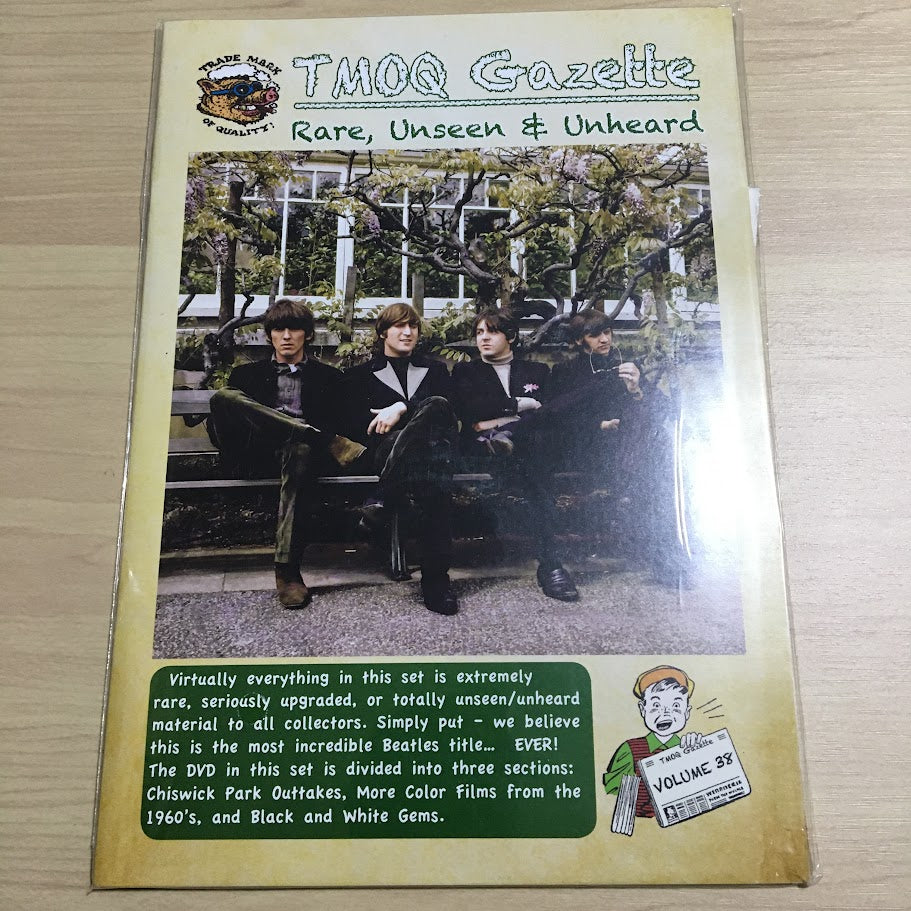 TRADE MARK
OF QUALITY!
TMOQ Gazette
Rare, Unseen & Unheard
Virtually everything in this set is extremely
rare, seriously upgraded, or totally unseen/unheard
material to all collectors. Simply put - we believe
this is the most incredible Beatles title... EVER!
The DVD in this set is divided into three sections:
Chiswick Park Outtakes, More Color Films from the
1960's, and Black and White Gems.
TMOQ Gazette
VOLUME 38